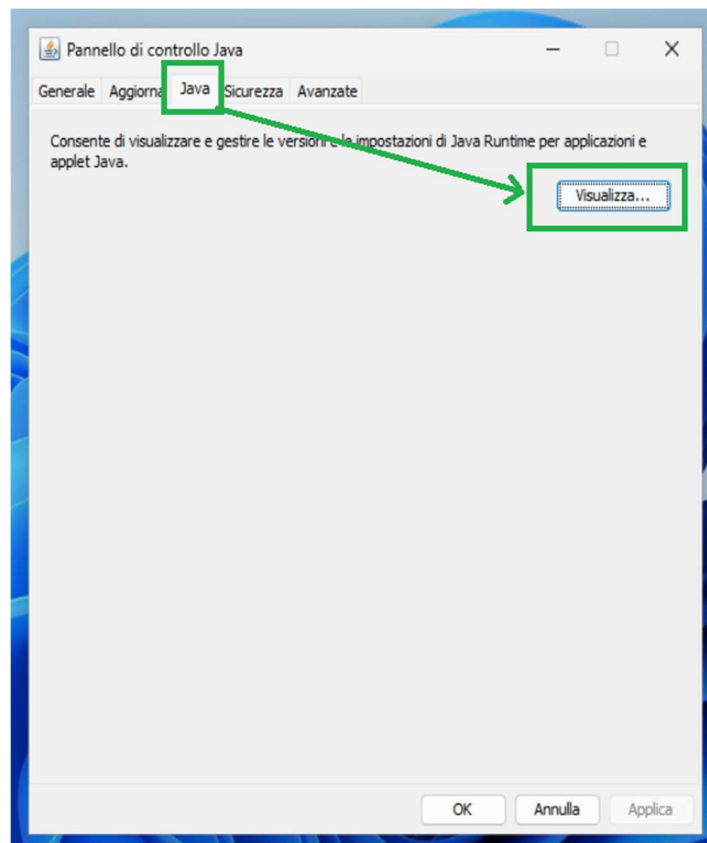 Pannello di controllo Java
Generale Aggiorna Java Sicurezza Avanzate
Consente di visualizzare e gestire le versioni e le impostazioni di Java Runtime per applicazioni e
applet Java.
Visualizza...
OK Annulla Applica